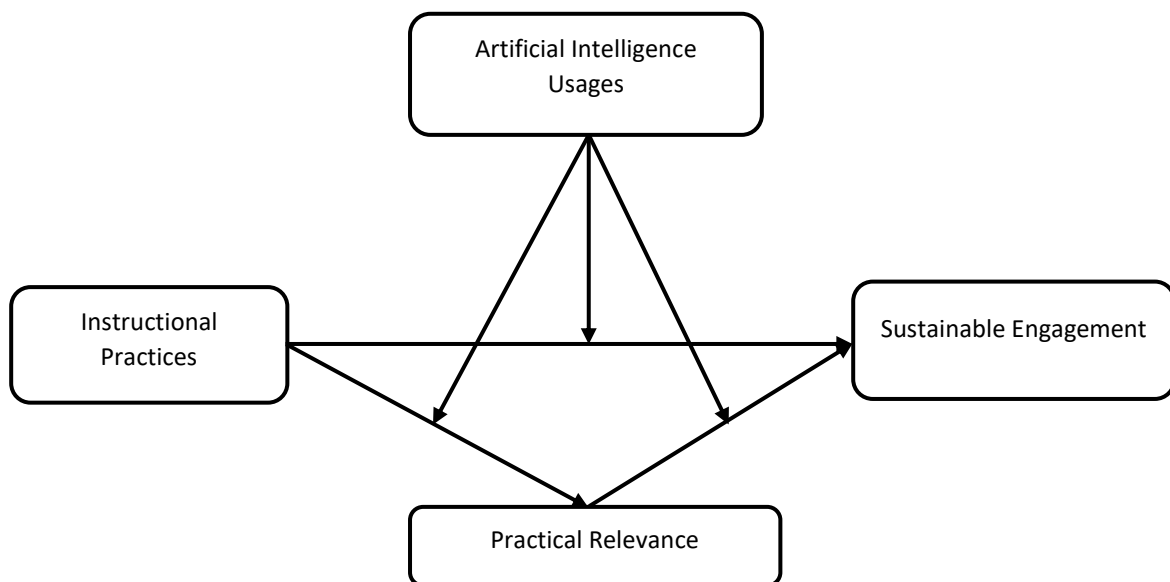 Artificial Intelligence
Usages
Instructional
Practices
Sustainable Engagement
Practical Relevance